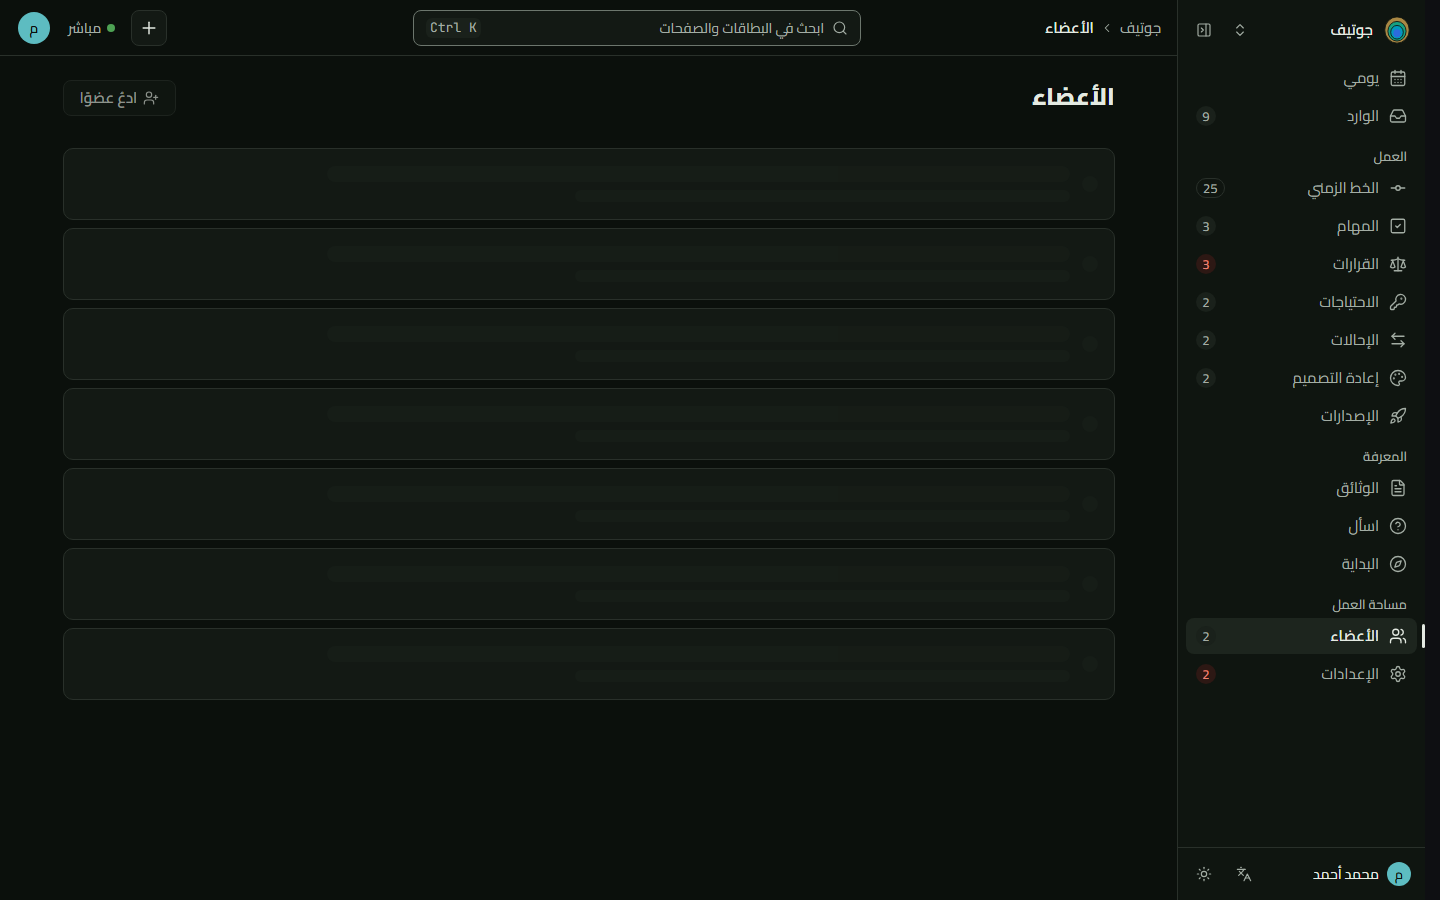 جوتيف
يومي
الوارد 9
العمل
الخط الزمني 25
المهام 3
القرارات 3
الاحتياجات 2
الإحالات 2
إعادة التصميم 2
الإصدارات
المعرفة
الوثائق
اسأل
البداية
مساحة العمل
الأعضاء 2
الإعدادات 2
م محمد أحمد
جوتيف الأعضاء
ابحث في البطاقات والصفحات Ctrl K
مباشر م
الأعضاء
ادعُ عضوًا